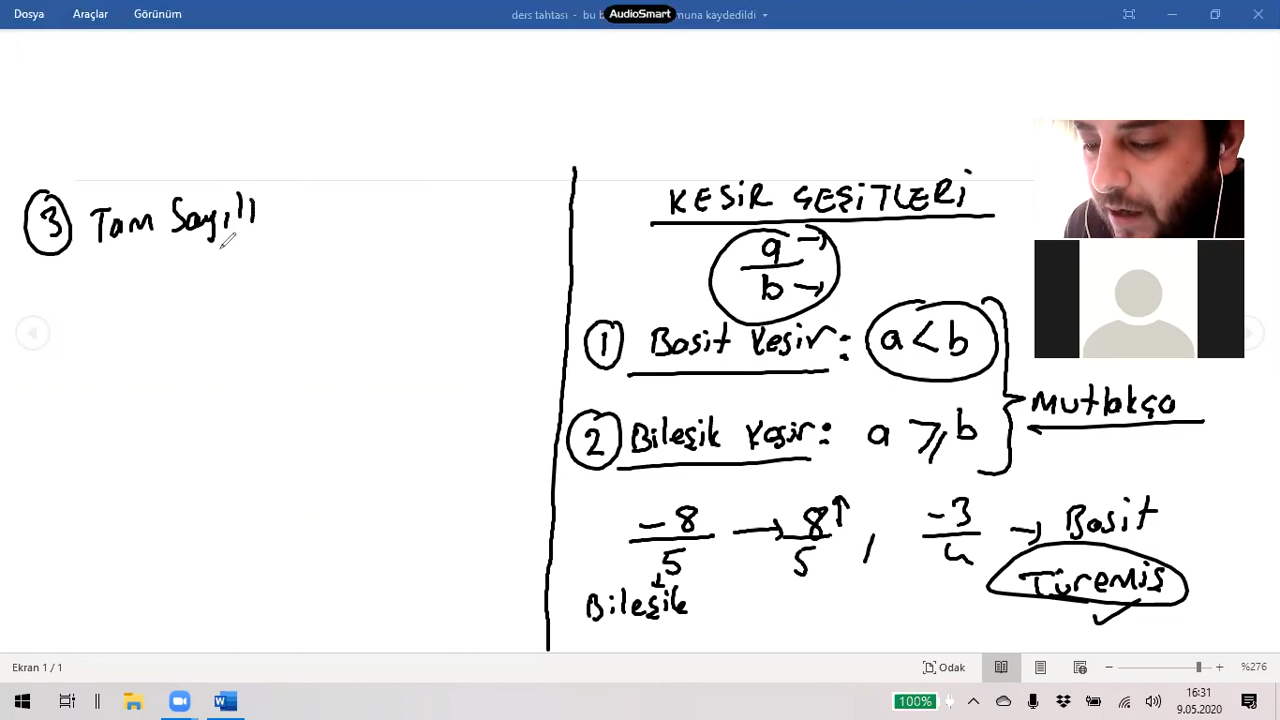 Dosya Araçlar Görünüm
ders tahtası - bu b muna kaydedildi
AudioSmart
3 Tam Sayılı
KESİR ÇEŞİTLERİ
a →
b →
1 Basit Kesir: a < b
2 Bileşik Kesir: a ⩾ b
Mutlakça
-8/5 → 8/5 ↑, -3/4 → Basit
Bileşik
Türemiş ✓
Ekran 1 / 1
Odak
%276
100%
16:31
9.05.2020